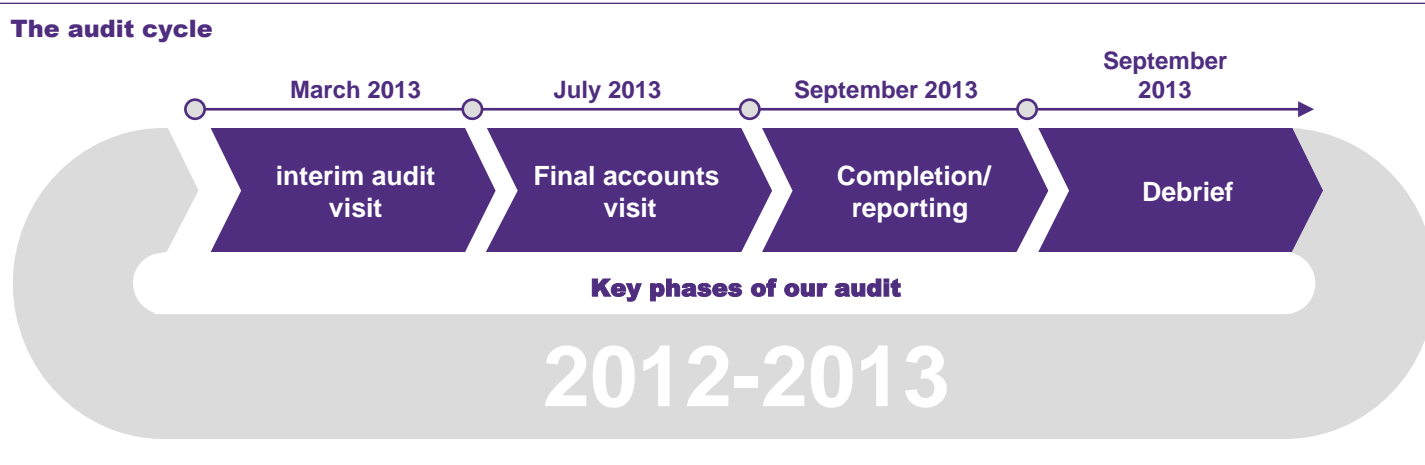 The audit cycle
March 2013
July 2013
September 2013
September
2013
interim audit
visit
Final accounts
visit
Completion/
reporting
Debrief
Key phases of our audit
2012-2013